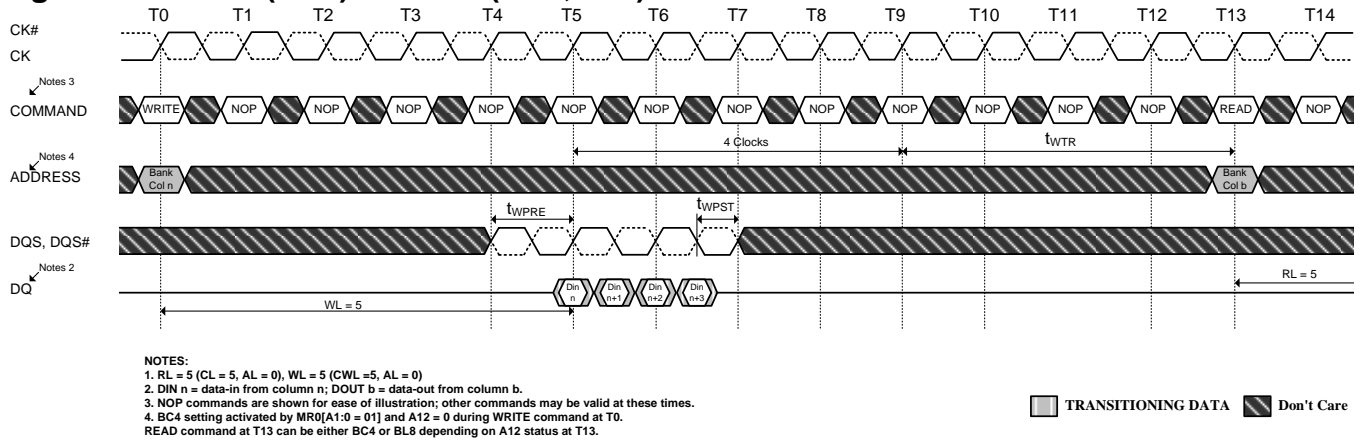 T0 T1 T2 T3 T4 T5 T6 T7 T8 T9 T10 T11 T12 T13 T14
CK#
CK
Notes 3
COMMAND
WRITE NOP NOP NOP NOP NOP NOP NOP NOP NOP NOP NOP NOP READ NOP
4 Clocks tWTR
Notes 4
ADDRESS
Bank Bank
Col n Col b
tWPRE tWPST
DQS, DQS#
Notes 2
DQ
Din Din Din Din
n n+1 n+2 n+3
RL = 5
WL = 5
NOTES:
1. RL = 5 (CL = 5, AL = 0), WL = 5 (CWL =5, AL = 0)
2. DIN n = data-in from column n; DOUT b = data-out from column b.
3. NOP commands are shown for ease of illustration; other commands may be valid at these times.
4. BC4 setting activated by MR0[A1:0 = 01] and A12 = 0 during WRITE command at T0.
READ command at T13 can be either BC4 or BL8 depending on A12 status at T13.
TRANSITIONING DATA Don't Care